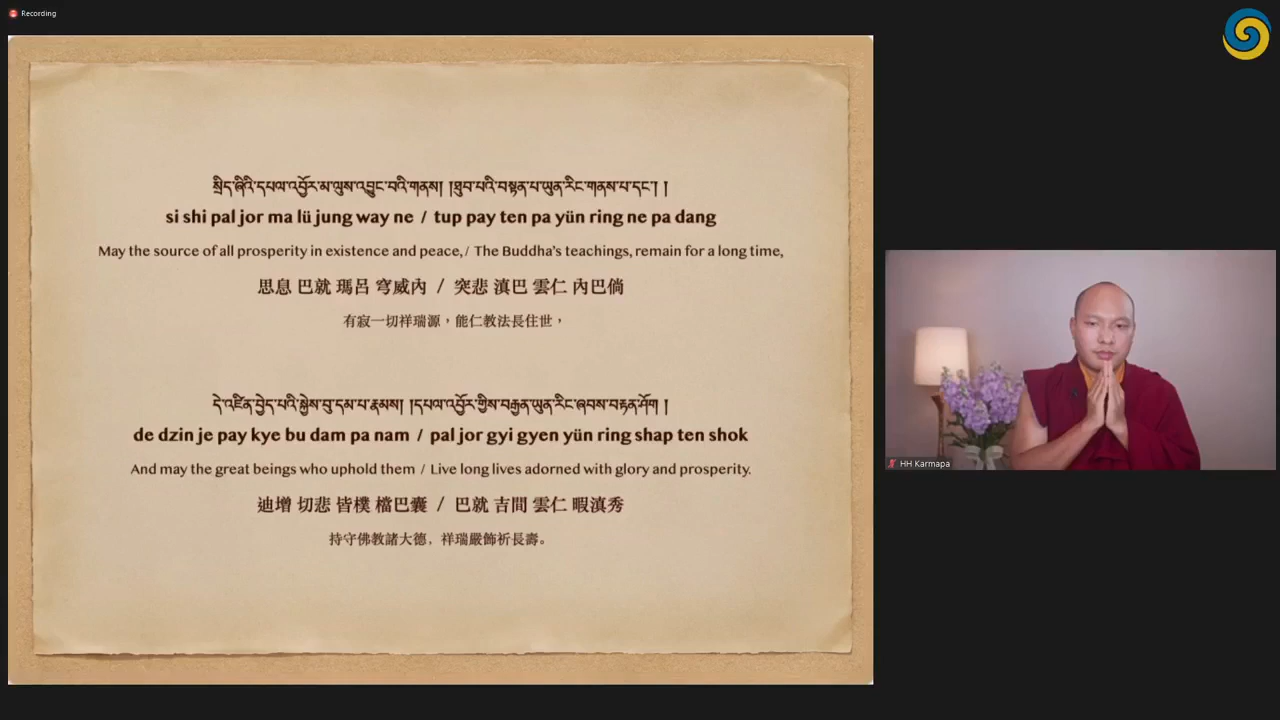 Recording
སྲིད་ཞིའི་དཔལ་འབྱོར་མ་ལུས་འབྱུང་བའི་གནས། །ཐུབ་པའི་བསྟན་པ་ཡུན་རིང་གནས་པ་དང་། །
si shi pal jor ma lü jung way ne / tup pay ten pa yün ring ne pa dang
May the source of all prosperity in existence and peace, / The Buddha's teachings, remain for a long time,
思息 巴就 瑪呂 穹威內 / 突悲 滇巴 雲仁 內巴倘
有寂一切祥瑞源，能仁教法長住世，
དེ་འཛིན་བྱེད་པའི་སྐྱེས་བུ་དམ་པ་རྣམས། །དཔལ་འབྱོར་གྱིས་བརྒྱན་ཡུན་རིང་ཞབས་བརྟན་ཤོག །
de dzin je pay kye bu dam pa nam / pal jor gyi gyen yün ring shap ten shok
And may the great beings who uphold them / Live long lives adorned with glory and prosperity.
迪增 切悲 皆樸 檔巴囊 / 巴就 吉間 雲仁 暇滇秀
持守佛教諸大德，祥瑞嚴飾祈長壽。
HH Karmapa